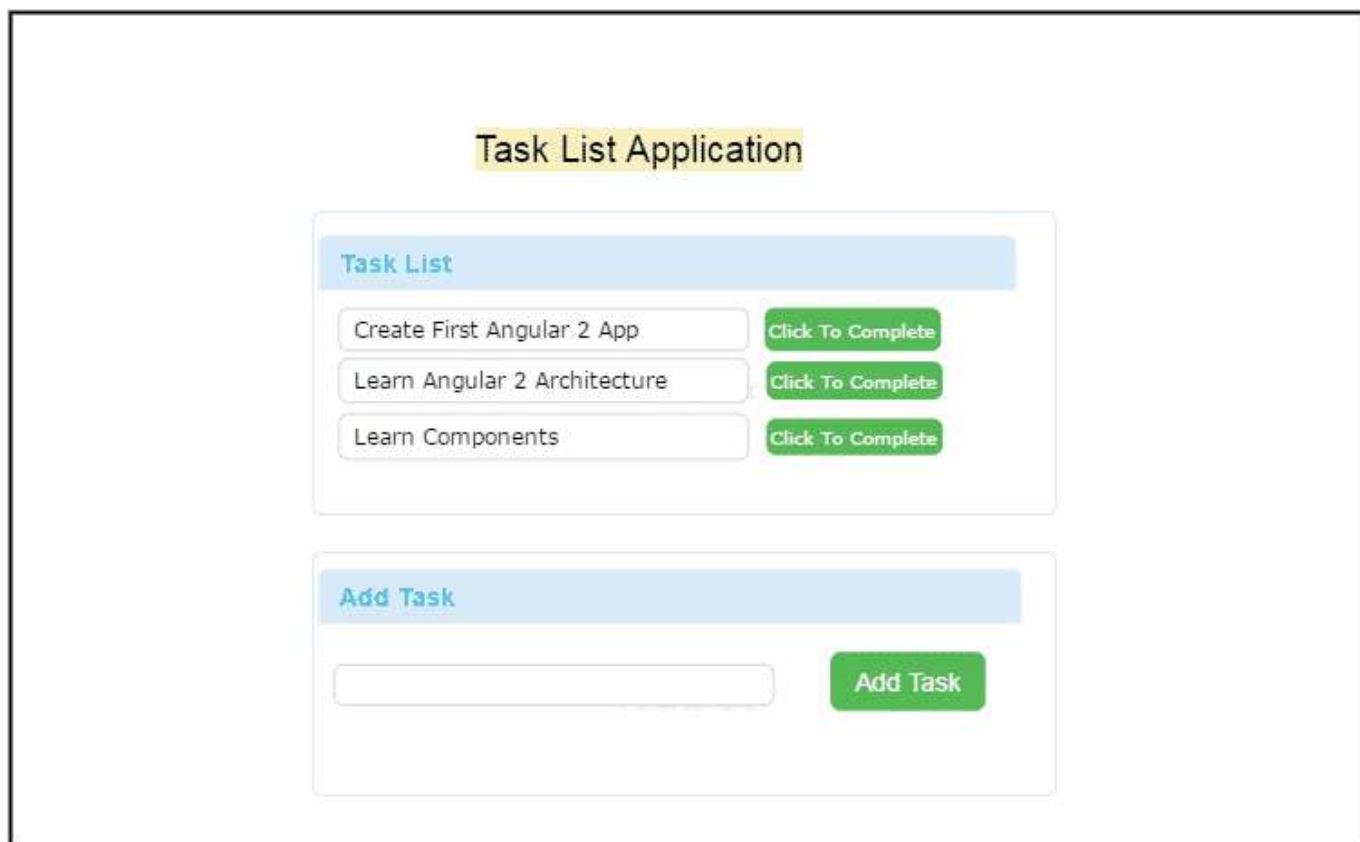 Task List Application
Task List
Create First Angular 2 App
Click To Complete
Learn Angular 2 Architecture
Click To Complete
Learn Components
Click To Complete
Add Task
Add Task